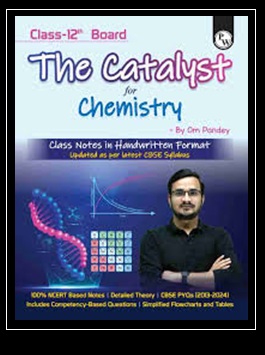 Class-12th Board
PW
The Catalyst
for
Chemistry
- By Om Pandey
Class Notes in Handwritten Format
Updated as per latest CBSE Syllabus
100% NCERT Based Notes | Detailed Theory | CBSE PYQs (2013-2024)
Includes Competency-Based Questions | Simplified Flowcharts and Tables